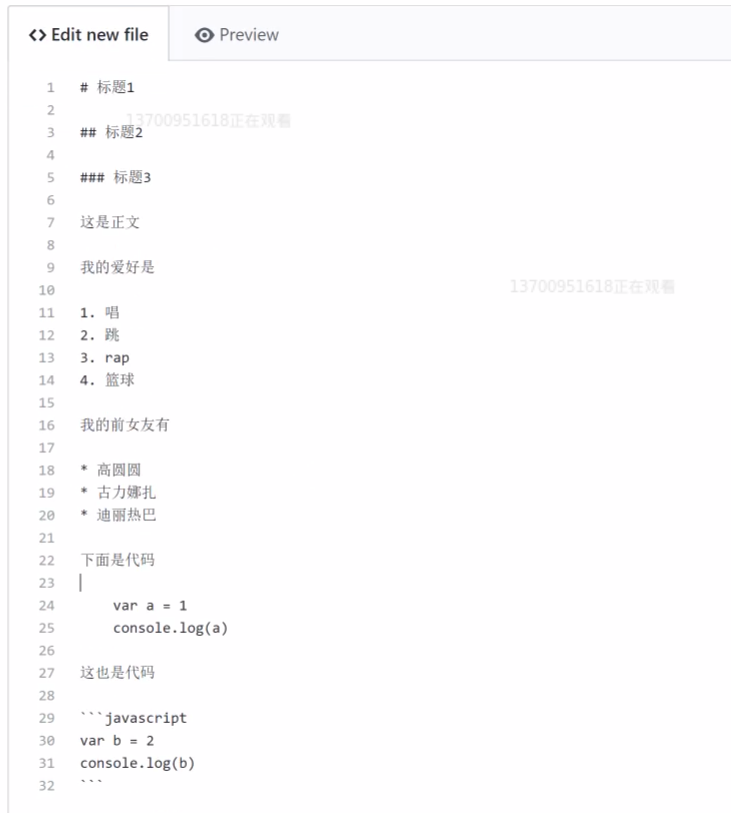 Edit new file
Preview
1 # 标题1
2
13700951618正在观看
3 ## 标题2
4
5 ### 标题3
6
7 这是正文
8
9 我的爱好是
10
13700951618正在观看
11 1. 唱
12 2. 跳
13 3. rap
14 4. 篮球
15
16 我的前女友有
17
18 * 高圆圆
19 * 古力娜扎
20 * 迪丽热巴
21
22 下面是代码
23
24     var a = 1
25     console.log(a)
26
27 这也是代码
28
29 ```javascript
30 var b = 2
31 console.log(b)
32 ```